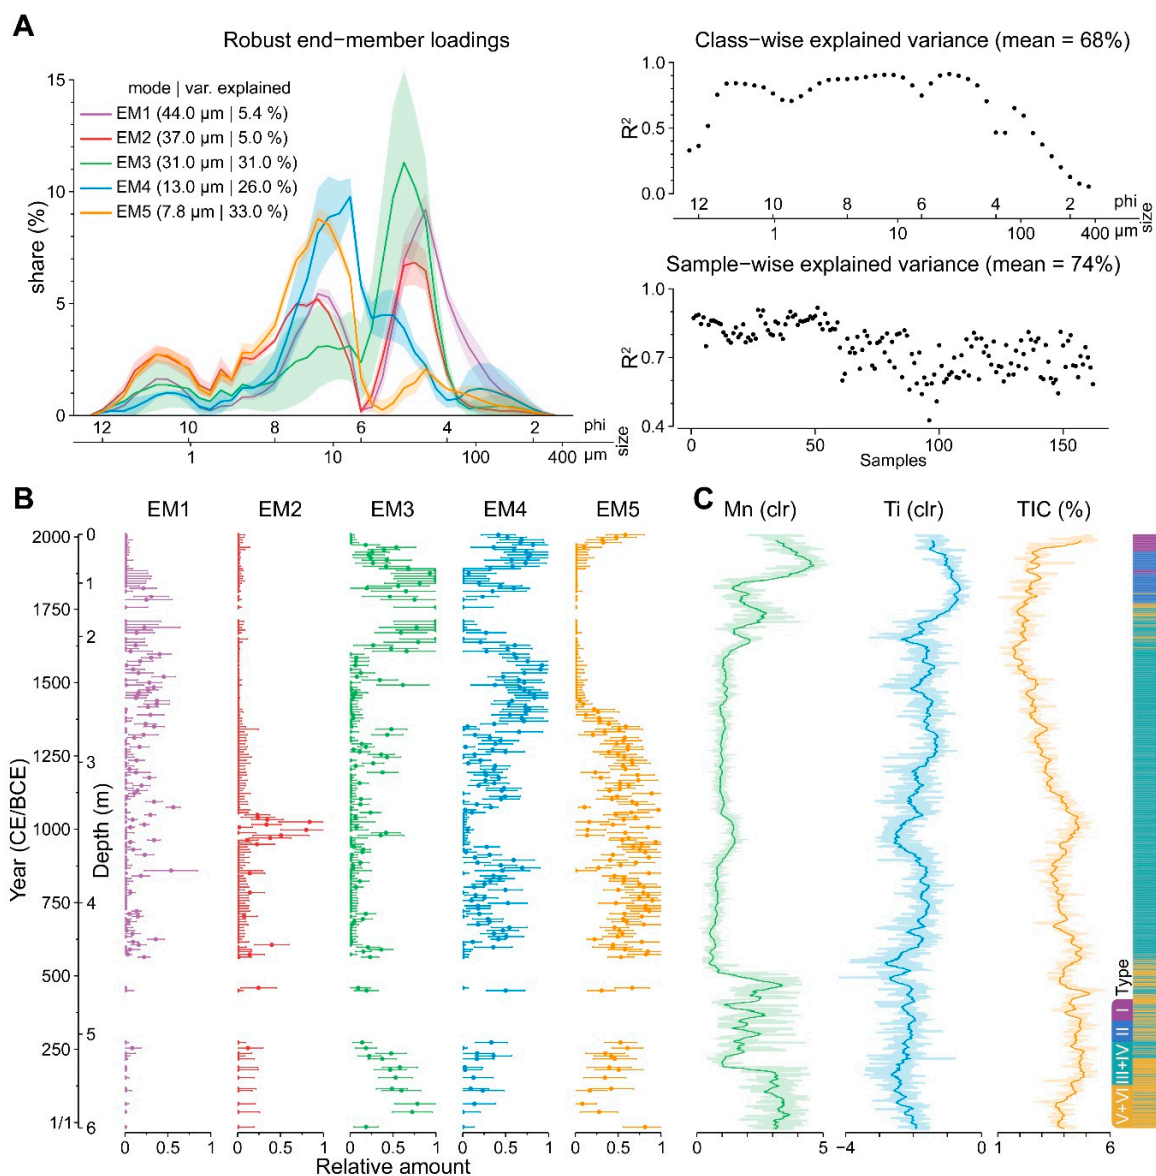 A
Robust end−member loadings
mode | var. explained
EM1 (44.0 µm | 5.4 %)
EM2 (37.0 µm | 5.0 %)
EM3 (31.0 µm | 31.0 %)
EM4 (13.0 µm | 26.0 %)
EM5 (7.8 µm | 33.0 %)
share (%)
15
10
5
0
12 10 8 6 4 2 phi
1 10 100 400 µm
size
Class−wise explained variance (mean = 68%)
R²
1.0
0.5
0.0
12 10 8 6 4 2 phi
1 10 100 400 µm
size
Sample−wise explained variance (mean = 74%)
R²
1.0
0.7
0.4
0 50 100 150
Samples
B
EM1 EM2 EM3 EM4 EM5
Year (CE/BCE)
2000
1750
1500
1250
1000
750
500
250
1/1
Depth (m)
0
1
2
3
4
5
6
0 0.5 1 0 0.5 1 0 0.5 1 0 0.5 1 0 0.5 1
Relative amount
C
Mn (clr) Ti (clr) TIC (%)
0 5 −4 0 1 6
Type
I
II
III+IV
V+VI